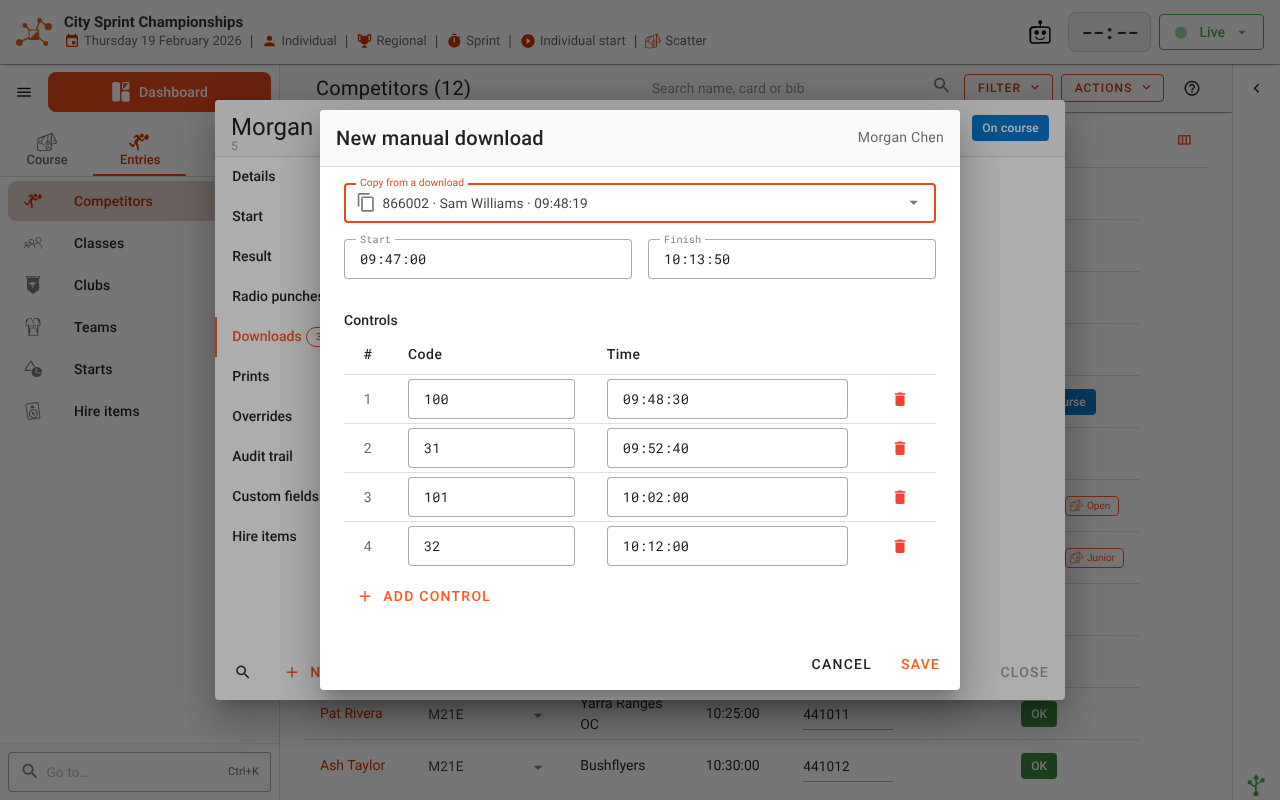 City Sprint Championships
Thursday 19 February 2026 | Individual | Regional | Sprint | Individual start | Scatter
--:--
Live
Dashboard
Competitors (12)
Search name, card or bib
FILTER
ACTIONS
Course
Entries
Competitors
Classes
Clubs
Teams
Starts
Hire items
Go to...
Ctrl+K
Morgan
5
On course
Details
Start
Result
Radio punches
Downloads
Prints
Overrides
Audit trail
Custom fields
Hire items
CLOSE
New manual download
Morgan Chen
Copy from a download
866002 · Sam Williams · 09:48:19
Start
09:47:00
Finish
10:13:50
Controls
# Code Time
1 100 09:48:30
2 31 09:52:40
3 101 10:02:00
4 32 10:12:00
+ ADD CONTROL
CANCEL
SAVE
Open
Junior
Pat Rivera M21E Yarra Ranges OC 10:25:00 441011 OK
Ash Taylor M21E Bushflyers 10:30:00 441012 OK